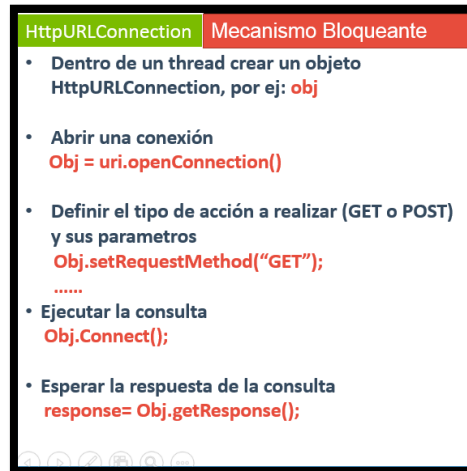 HttpURLConnection Mecanismo Bloqueante
• Dentro de un thread crear un objeto
HttpURLConnection, por ej: obj
• Abrir una conexión
Obj = uri.openConnection()
• Definir el tipo de acción a realizar (GET o POST)
y sus parametros
Obj.setRequestMethod(“GET”);
......
• Ejecutar la consulta
Obj.Connect();
• Esperar la respuesta de la consulta
response= Obj.getResponse();